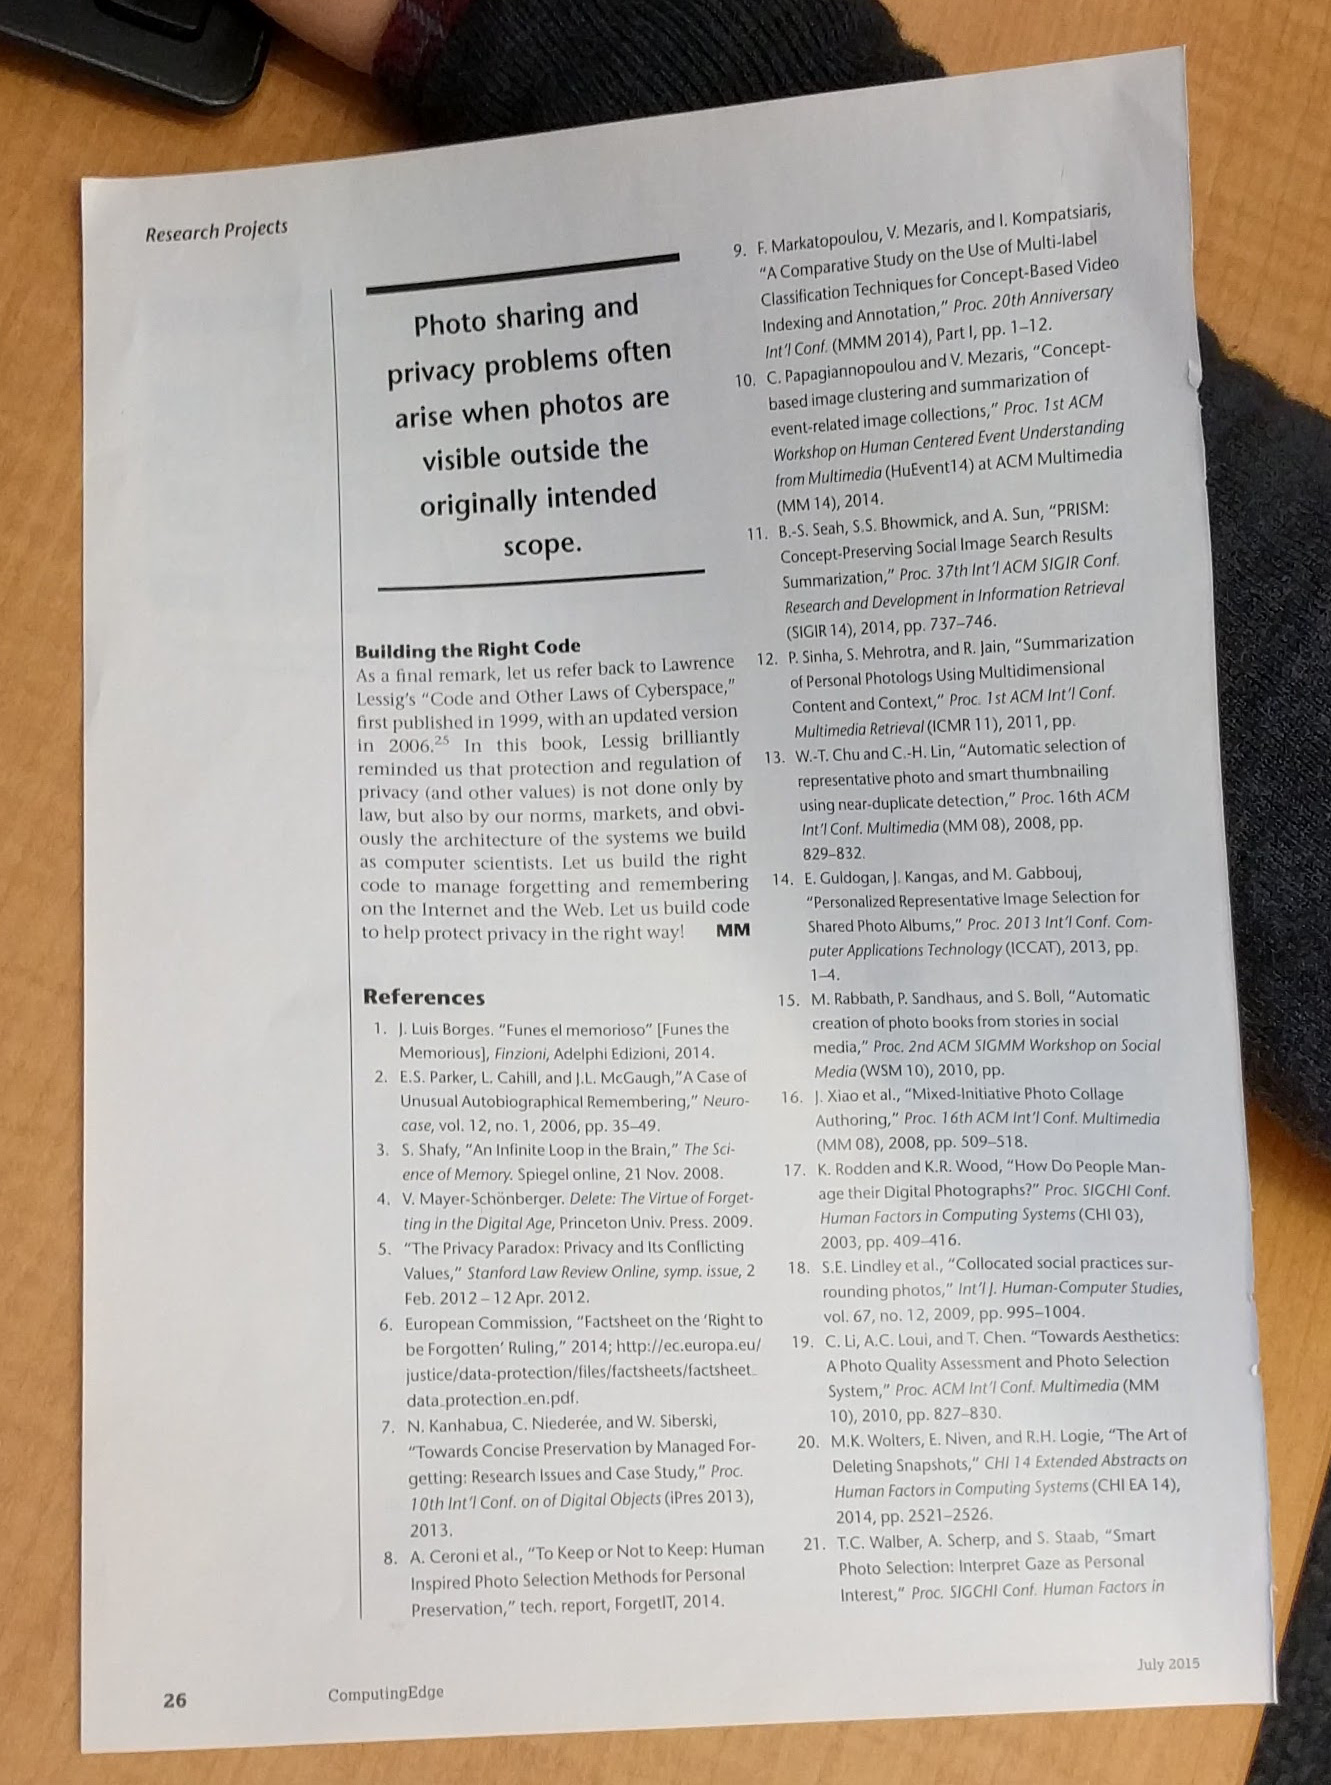 Research Projects
Photo sharing and
privacy problems often
arise when photos are
visible outside the
originally intended
scope.
Building the Right Code
As a final remark, let us refer back to Lawrence
Lessig's "Code and Other Laws of Cyberspace,"
first published in 1999, with an updated version
in 2006.25 In this book, Lessig brilliantly
reminded us that protection and regulation of
privacy (and other values) is not done only by
law, but also by our norms, markets, and obvi-
ously the architecture of the systems we build
as computer scientists. Let us build the right
code to manage forgetting and remembering
on the Internet and the Web. Let us build code
to help protect privacy in the right way! MM
References
1. J. Luis Borges. "Funes el memorioso" [Funes the
Memorious], Finzioni, Adelphi Edizioni, 2014.
2. E.S. Parker, L. Cahill, and J.L. McGaugh,"A Case of
Unusual Autobiographical Remembering," Neuro-
case, vol. 12, no. 1, 2006, pp. 35–49.
3. S. Shafy, "An Infinite Loop in the Brain," The Sci-
ence of Memory. Spiegel online, 21 Nov. 2008.
4. V. Mayer-Schönberger. Delete: The Virtue of Forget-
ting in the Digital Age, Princeton Univ. Press. 2009.
5. "The Privacy Paradox: Privacy and Its Conflicting
Values," Stanford Law Review Online, symp. issue, 2
Feb. 2012 – 12 Apr. 2012.
6. European Commission, "Factsheet on the 'Right to
be Forgotten' Ruling," 2014; http://ec.europa.eu/
justice/data-protection/files/factsheets/factsheet_
data_protection_en.pdf.
7. N. Kanhabua, C. Niederée, and W. Siberski,
"Towards Concise Preservation by Managed For-
getting: Research Issues and Case Study," Proc.
10th Int'l Conf. on of Digital Objects (iPres 2013),
2013.
8. A. Ceroni et al., "To Keep or Not to Keep: Human
Inspired Photo Selection Methods for Personal
Preservation," tech. report, ForgetIT, 2014.
9. F. Markatopoulou, V. Mezaris, and I. Kompatsiaris,
"A Comparative Study on the Use of Multi-label
Classification Techniques for Concept-Based Video
Indexing and Annotation," Proc. 20th Anniversary
Int'l Conf. (MMM 2014), Part I, pp. 1–12.
10. C. Papagiannopoulou and V. Mezaris, "Concept-
based image clustering and summarization of
event-related image collections," Proc. 1st ACM
Workshop on Human Centered Event Understanding
from Multimedia (HuEvent14) at ACM Multimedia
(MM 14), 2014.
11. B.-S. Seah, S.S. Bhowmick, and A. Sun, "PRISM:
Concept-Preserving Social Image Search Results
Summarization," Proc. 37th Int'l ACM SIGIR Conf.
Research and Development in Information Retrieval
(SIGIR 14), 2014, pp. 737–746.
12. P. Sinha, S. Mehrotra, and R. Jain, "Summarization
of Personal Photologs Using Multidimensional
Content and Context," Proc. 1st ACM Int'l Conf.
Multimedia Retrieval (ICMR 11), 2011, pp.
13. W.-T. Chu and C.-H. Lin, "Automatic selection of
representative photo and smart thumbnailing
using near-duplicate detection," Proc. 16th ACM
Int'l Conf. Multimedia (MM 08), 2008, pp.
829–832.
14. E. Guldogan, J. Kangas, and M. Gabbouj,
"Personalized Representative Image Selection for
Shared Photo Albums," Proc. 2013 Int'l Conf. Com-
puter Applications Technology (ICCAT), 2013, pp.
1–4.
15. M. Rabbath, P. Sandhaus, and S. Boll, "Automatic
creation of photo books from stories in social
media," Proc. 2nd ACM SIGMM Workshop on Social
Media (WSM 10), 2010, pp.
16. J. Xiao et al., "Mixed-Initiative Photo Collage
Authoring," Proc. 16th ACM Int'l Conf. Multimedia
(MM 08), 2008, pp. 509–518.
17. K. Rodden and K.R. Wood, "How Do People Man-
age their Digital Photographs?" Proc. SIGCHI Conf.
Human Factors in Computing Systems (CHI 03),
2003, pp. 409–416.
18. S.E. Lindley et al., "Collocated social practices sur-
rounding photos," Int'l J. Human-Computer Studies,
vol. 67, no. 12, 2009, pp. 995–1004.
19. C. Li, A.C. Loui, and T. Chen. "Towards Aesthetics:
A Photo Quality Assessment and Photo Selection
System," Proc. ACM Int'l Conf. Multimedia (MM
10), 2010, pp. 827–830.
20. M.K. Wolters, E. Niven, and R.H. Logie, "The Art of
Deleting Snapshots," CHI 14 Extended Abstracts on
Human Factors in Computing Systems (CHI EA 14),
2014, pp. 2521–2526.
21. T.C. Walber, A. Scherp, and S. Staab, "Smart
Photo Selection: Interpret Gaze as Personal
Interest," Proc. SIGCHI Conf. Human Factors in
26
ComputingEdge
July 2015